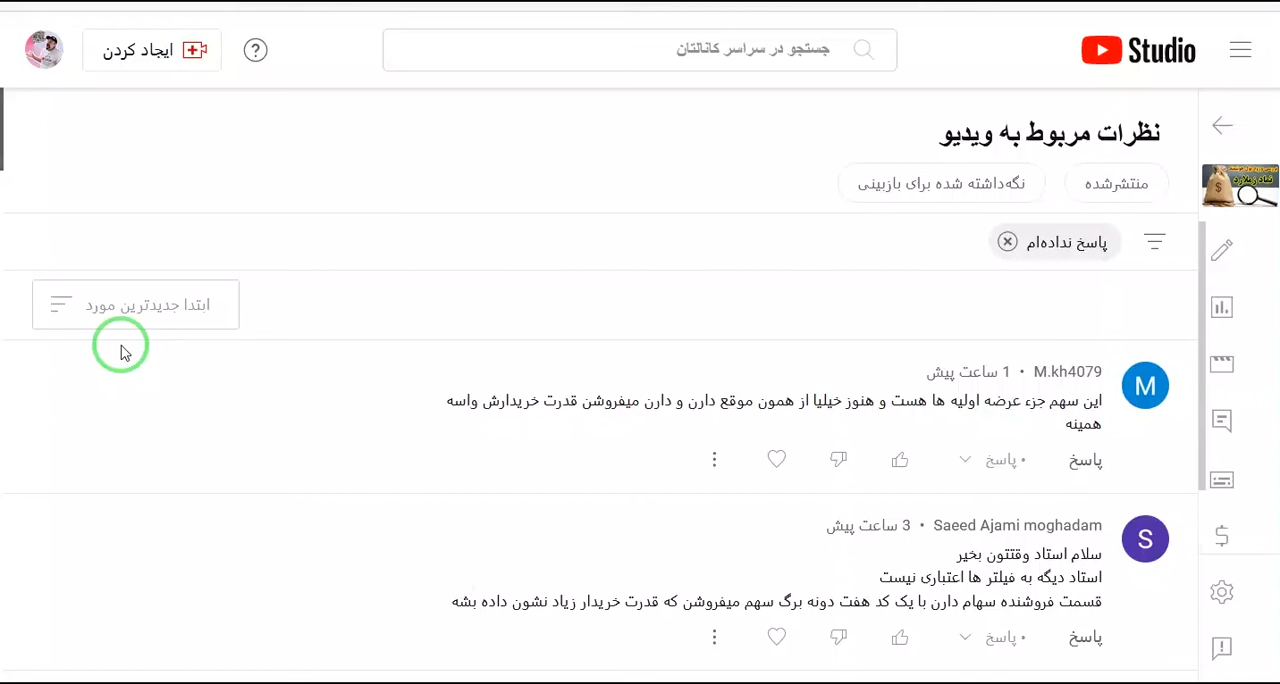 Studio
جستجو در سراسر کانالتان
ایجاد کردن
نظرات مربوط به ویدیو
منتشرشده
نگه‌داشته شده برای بازبینی
پاسخ نداده‌ام
ابتدا جدیدترین مورد
M
M.kh4079 • 1 ساعت پیش
این سهم جزء عرضه اولیه ها هست و هنوز خیلیا از همون موقع دارن و دارن میفروشن قدرت خریدارش واسه
همینه
پاسخ
• پاسخ
S
Saeed Ajami moghadam • 3 ساعت پیش
سلام استاد وقتتون بخیر
استاد دیگه به فیلتر ها اعتباری نیست
قسمت فروشنده سهام دارن با یک کد هفت دونه برگ سهم میفروشن که قدرت خریدار زیاد نشون داده بشه
پاسخ
• پاسخ